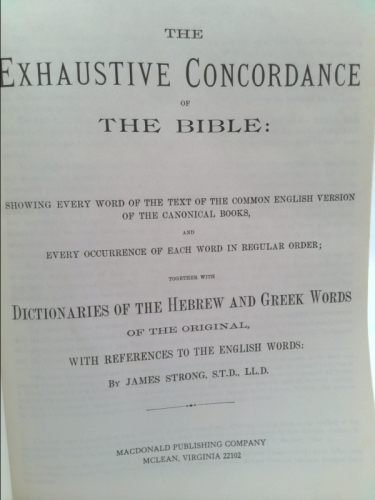 THE
EXHAUSTIVE CONCORDANCE
OF
THE BIBLE:
SHOWING EVERY WORD OF THE TEXT OF THE COMMON ENGLISH VERSION
OF THE CANONICAL BOOKS,
AND
EVERY OCCURRENCE OF EACH WORD IN REGULAR ORDER;
TOGETHER WITH
DICTIONARIES OF THE HEBREW AND GREEK WORDS
OF THE ORIGINAL,
WITH REFERENCES TO THE ENGLISH WORDS:
BY JAMES STRONG, S.T.D., LL.D.
MACDONALD PUBLISHING COMPANY
MCLEAN, VIRGINIA 22102